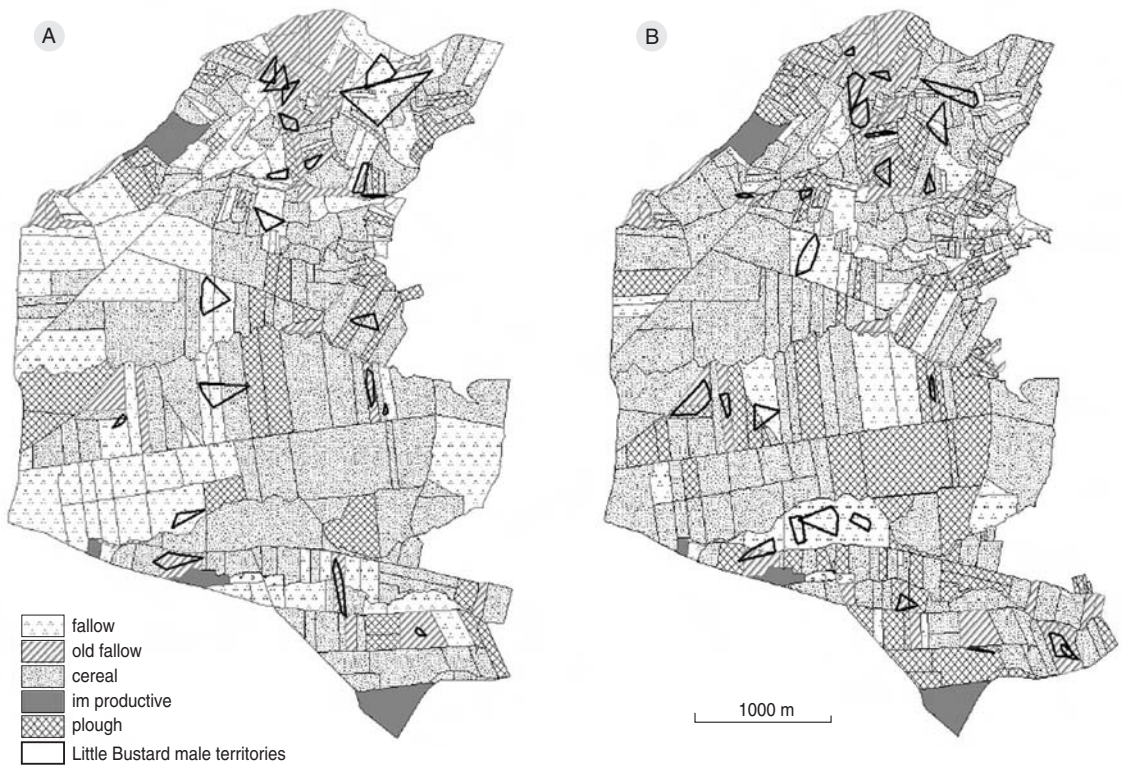 A
B
fallow
old fallow
cereal
im productive
plough
Little Bustard male territories
1000 m